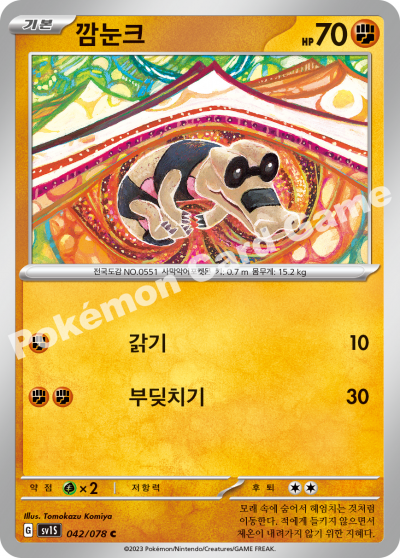 기본 깜눈크 HP 70
전국도감 NO.0551 사막악어포켓몬 키: 0.7 m 몸무게: 15.2 kg
Pokémon Card Game
갉기 10
부딪치기 30
약점 ×2 저항력 후퇴
Illus. Tomokazu Komiya
G sv1S 042/078 C
모래 속에 숨어서 헤엄치는 것처럼
이동한다. 적에게 들키지 않으면서
체온이 내려가지 않기 위한 지혜다.
©2023 Pokémon/Nintendo/Creatures/GAME FREAK.